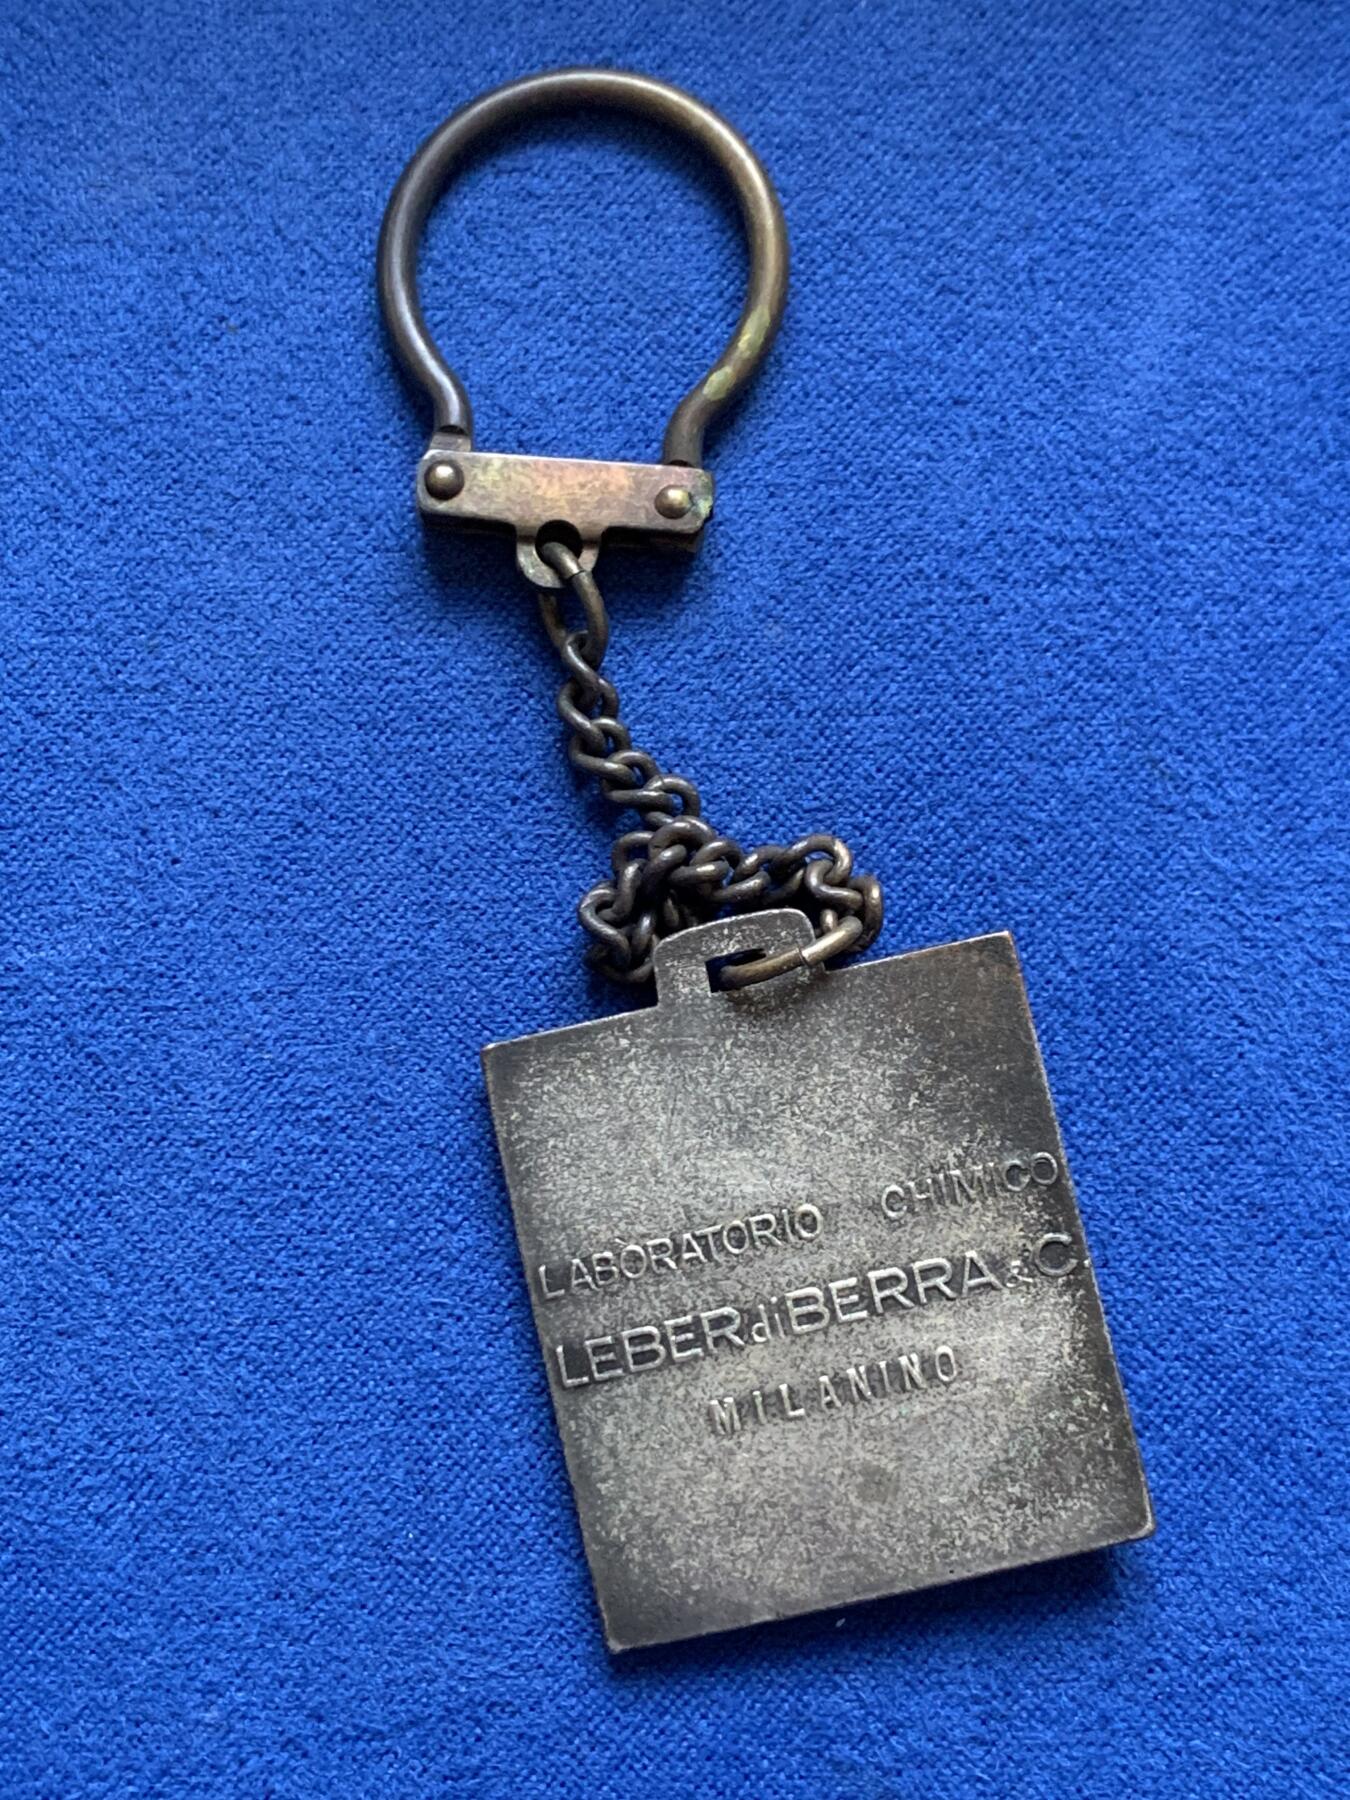 LABORATORIO CHIMICO
LEBER di BERRA & C.
MILANINO